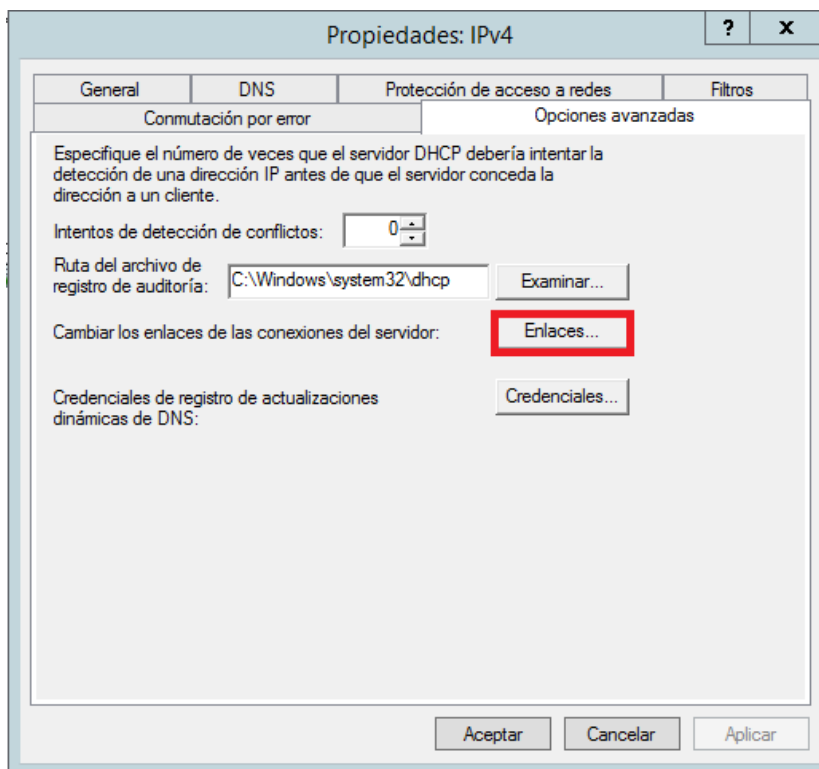 Propiedades: IPv4
? x
General DNS Protección de acceso a redes Filtros
Conmutación por error Opciones avanzadas
Especifique el número de veces que el servidor DHCP debería intentar la
detección de una dirección IP antes de que el servidor conceda la
dirección a un cliente.
Intentos de detección de conflictos: 0
Ruta del archivo de
registro de auditoría: C:\Windows\system32\dhcp Examinar...
Cambiar los enlaces de las conexiones del servidor: Enlaces...
Credenciales de registro de actualizaciones Credenciales...
dinámicas de DNS:
Aceptar Cancelar Aplicar